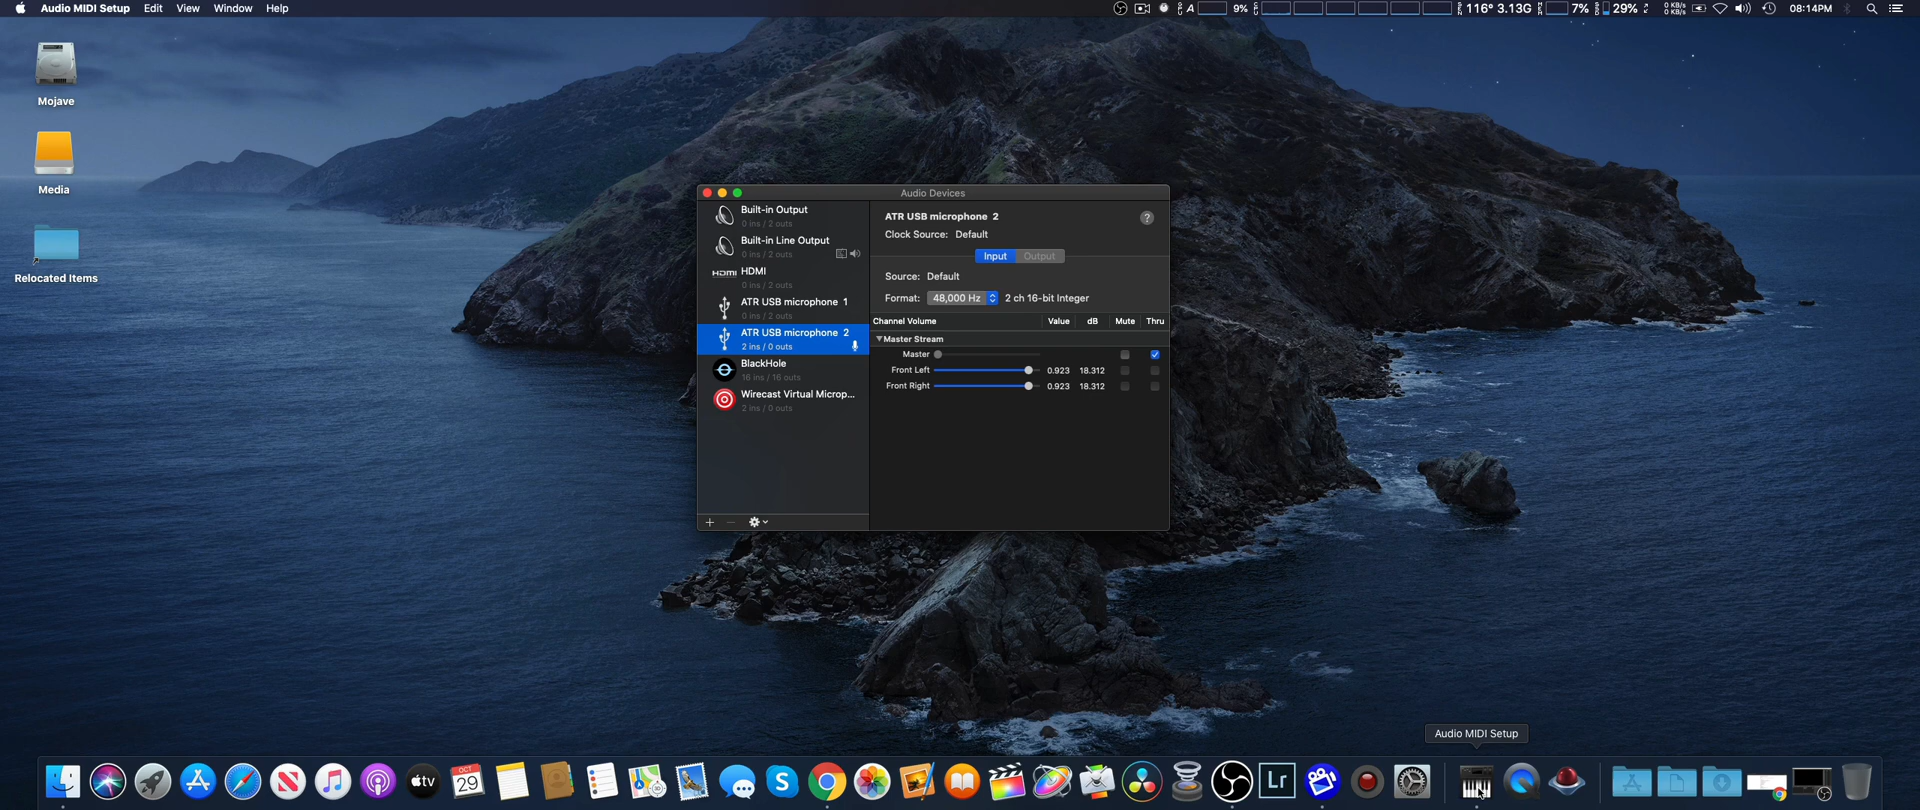 Audio MIDI Setup Edit View Window Help
A 9% 116° 3.13G 7% 29% 0 KB/s 0 KB/s 08:14PM
Mojave
Media
Relocated Items
Audio Devices
Built-in Output
0 ins / 2 outs
Built-in Line Output
0 ins / 2 outs
HDMI HDMI
0 ins / 2 outs
ATR USB microphone 1
0 ins / 2 outs
ATR USB microphone 2
2 ins / 0 outs
BlackHole
16 ins / 16 outs
Wirecast Virtual Microp...
2 ins / 0 outs
ATR USB microphone 2 ?
Clock Source: Default
Input Output
Source: Default
Format: 48,000 Hz 2 ch 16-bit Integer
Channel Volume Value dB Mute Thru
Master Stream
Master
Front Left 0.923 18.312
Front Right 0.923 18.312
Audio MIDI Setup
OCT
29
tv
S
Lr